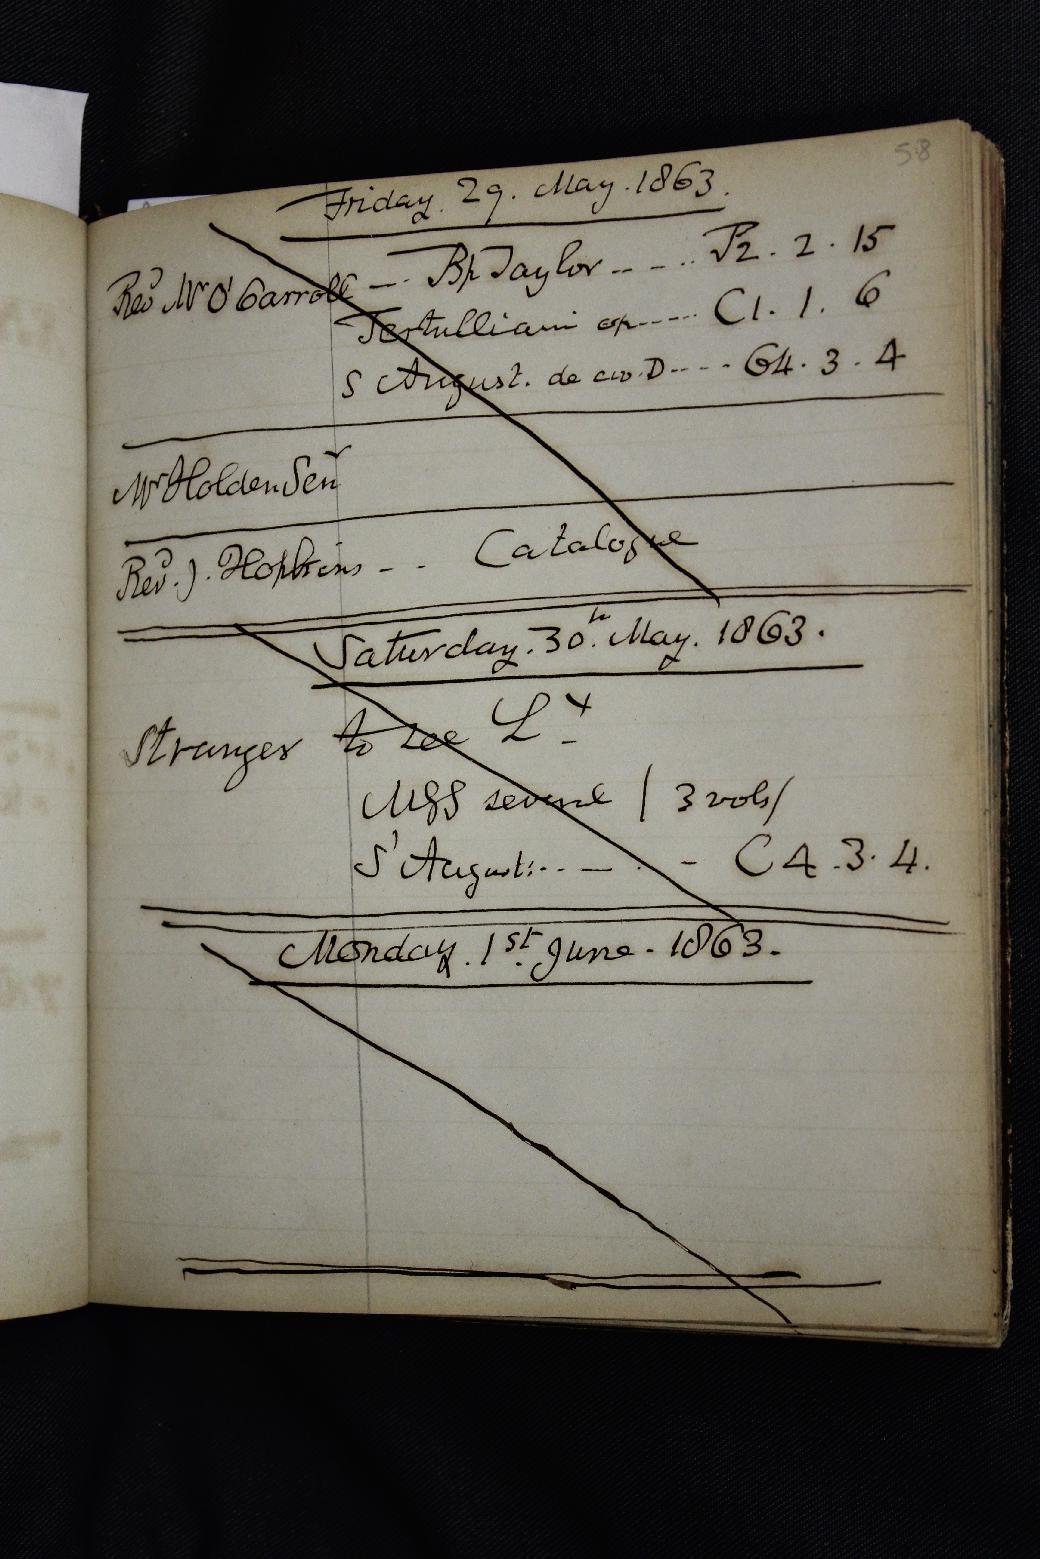 58
Friday. 29. May. 1863.
Revd Mr O'Carroll -- Bp Taylor ---- P2. 2. 15
Tertulliani op---- C1. 1. 6
S August. de civ. D---- G4. 3. 4
Mr Holden Senr
Revd. J. Hopkins -- Catalogue
Saturday. 30th. May. 1863.
Stranger to see Ly
MSS several / 3 vols/
St August:.. -- - C4. 3. 4.
Monday. 1st. June. 1863.